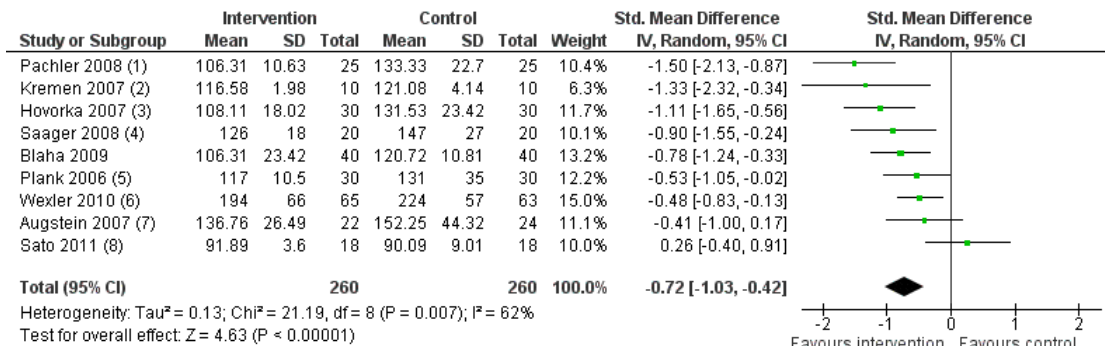 Intervention Control Std. Mean Difference Std. Mean Difference
Study or Subgroup Mean SD Total Mean SD Total Weight IV, Random, 95% CI IV, Random, 95% CI
Pachler 2008 (1) 106.31 10.63 25 133.33 22.7 25 10.4% -1.50 [-2.13, -0.87]
Kremen 2007 (2) 116.58 1.98 10 121.08 4.14 10 6.3% -1.33 [-2.32, -0.34]
Hovorka 2007 (3) 108.11 18.02 30 131.53 23.42 30 11.7% -1.11 [-1.65, -0.56]
Saager 2008 (4) 126 18 20 147 27 20 10.1% -0.90 [-1.55, -0.24]
Blaha 2009 106.31 23.42 40 120.72 10.81 40 13.2% -0.78 [-1.24, -0.33]
Plank 2006 (5) 117 10.5 30 131 35 30 12.2% -0.53 [-1.05, -0.02]
Wexler 2010 (6) 194 66 65 224 57 63 15.0% -0.48 [-0.83, -0.13]
Augstein 2007 (7) 136.76 26.49 22 152.25 44.32 24 11.1% -0.41 [-1.00, 0.17]
Sato 2011 (8) 91.89 3.6 18 90.09 9.01 18 10.0% 0.26 [-0.40, 0.91]
Total (95% CI) 260 260 100.0% -0.72 [-1.03, -0.42]
Heterogeneity: Tau² = 0.13; Chi² = 21.19, df = 8 (P = 0.007); I² = 62%
Test for overall effect: Z = 4.63 (P < 0.00001)
-2 -1 0 1 2
Favours intervention Favours control